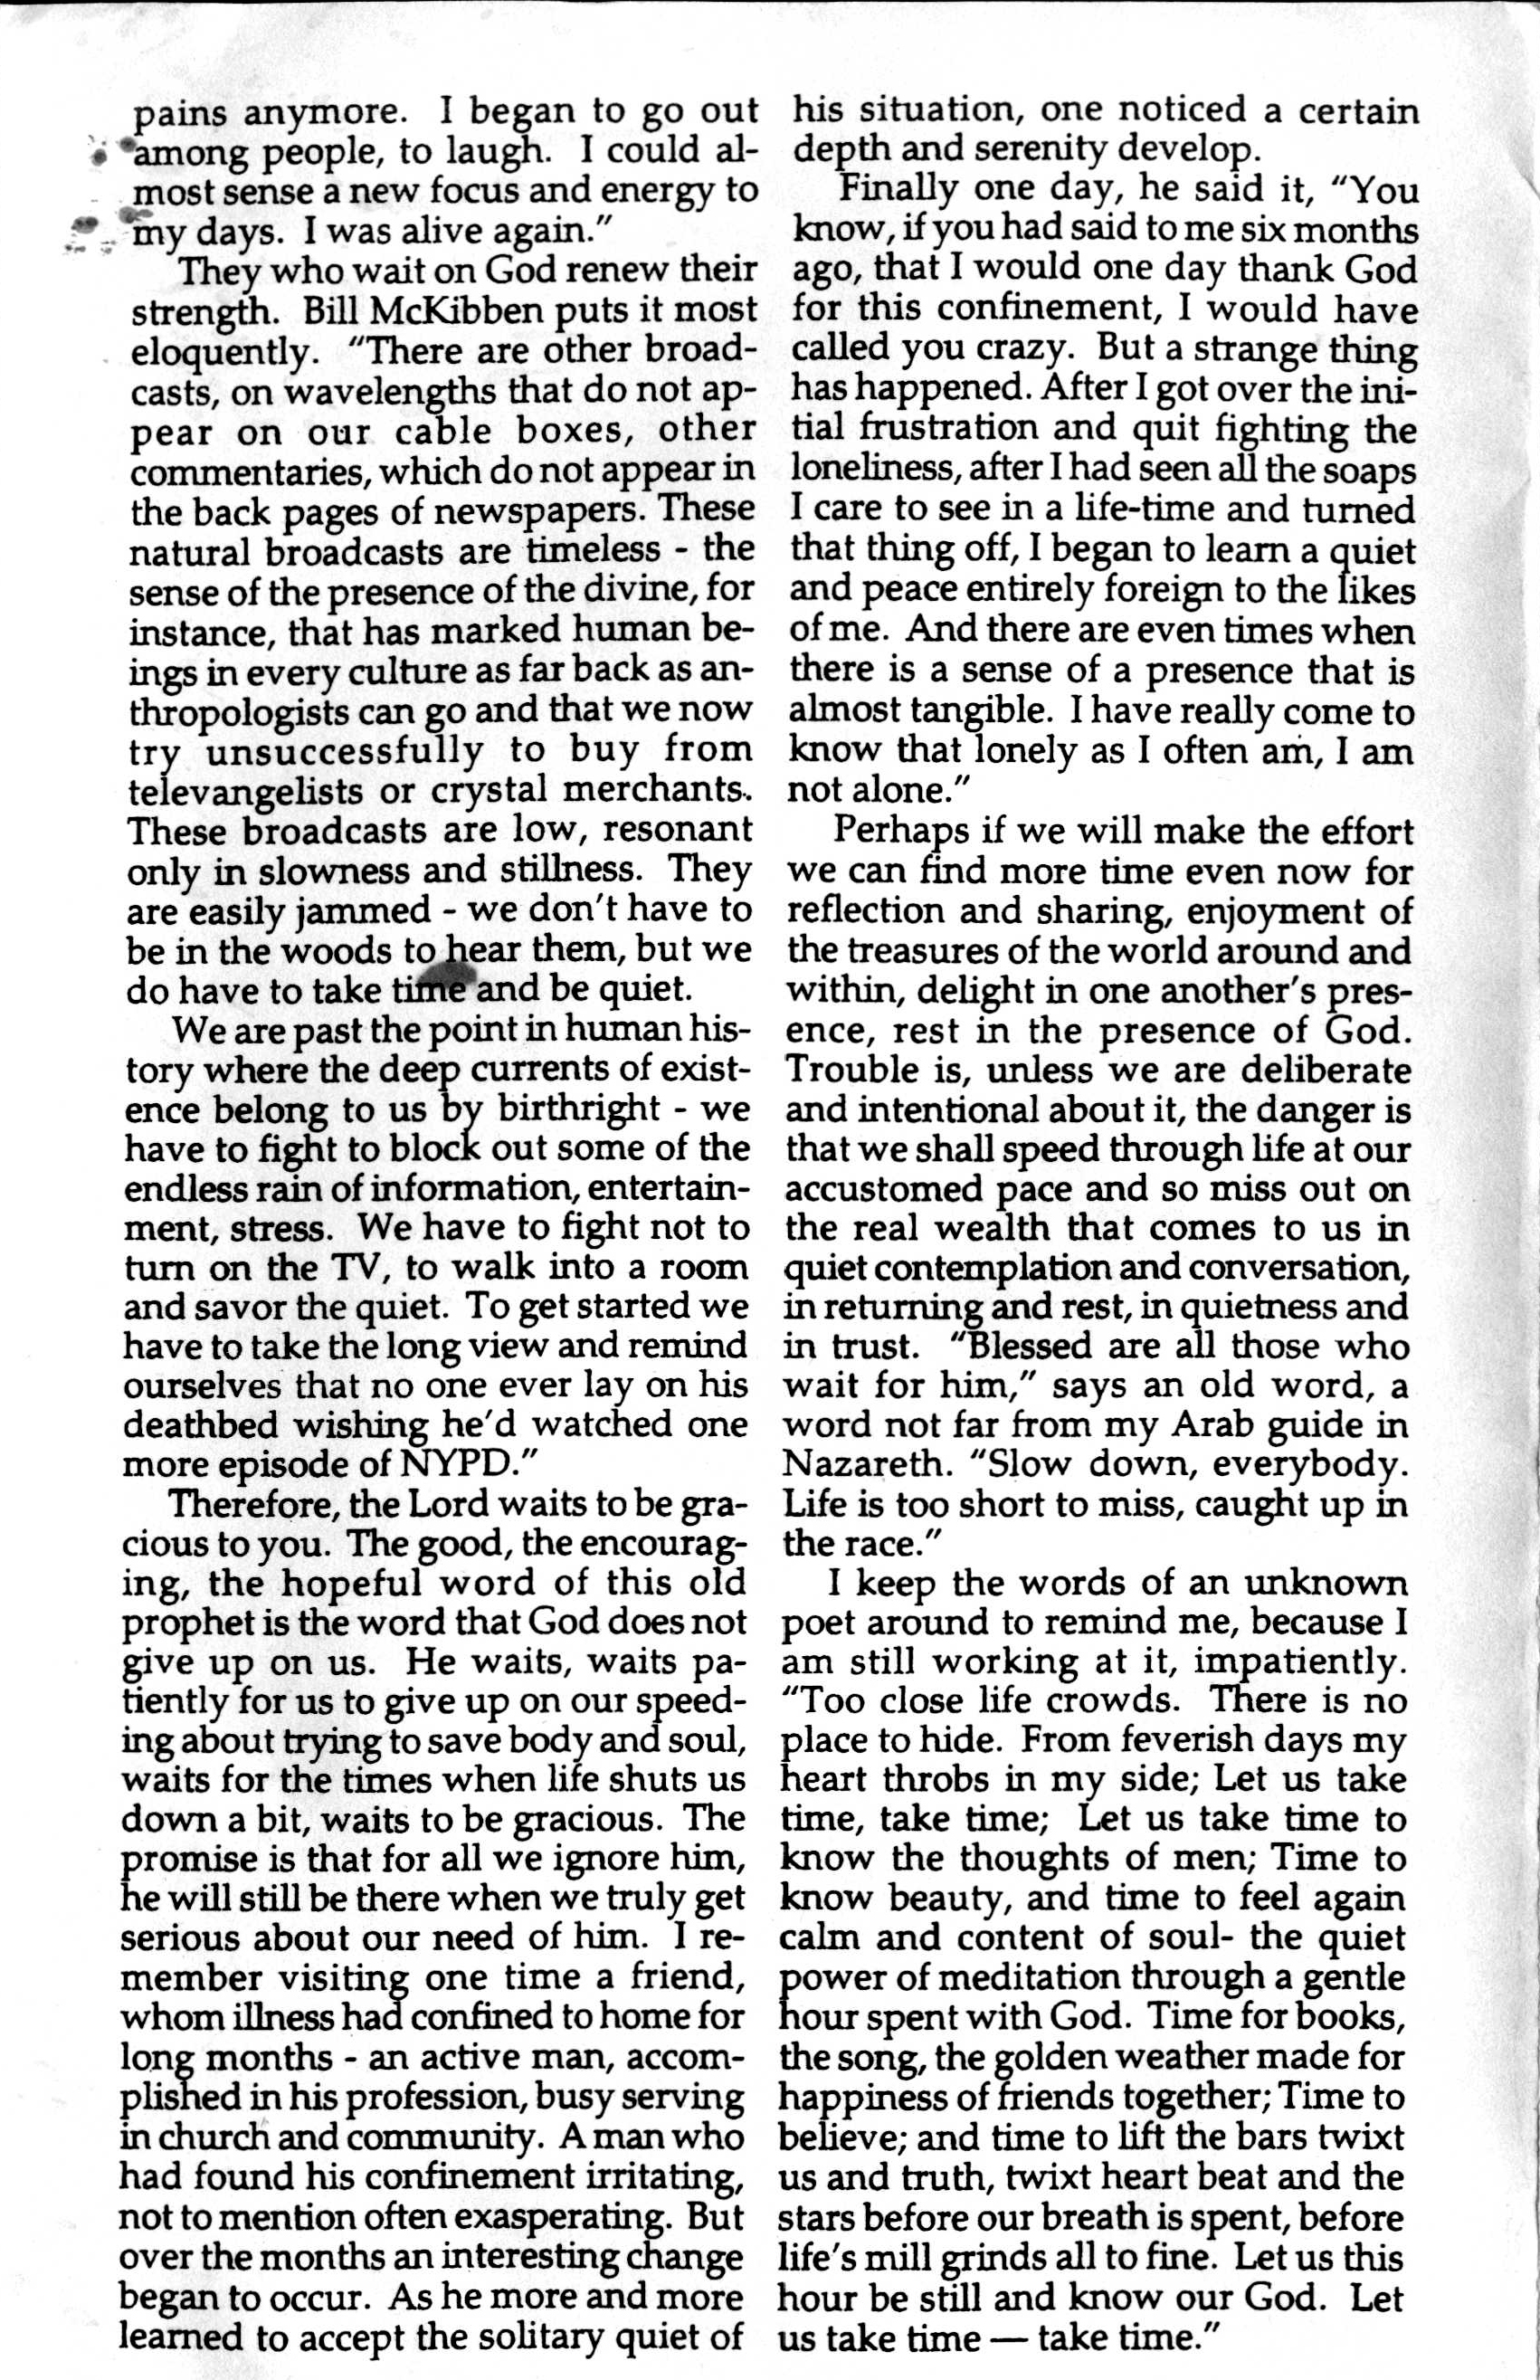 pains anymore. I began to go out
among people, to laugh. I could al-
most sense a new focus and energy to
my days. I was alive again."
They who wait on God renew their
strength. Bill McKibben puts it most
eloquently. "There are other broad-
casts, on wavelengths that do not ap-
pear on our cable boxes, other
commentaries, which do not appear in
the back pages of newspapers. These
natural broadcasts are timeless - the
sense of the presence of the divine, for
instance, that has marked human be-
ings in every culture as far back as an-
thropologists can go and that we now
try unsuccessfully to buy from
televangelists or crystal merchants.
These broadcasts are low, resonant
only in slowness and stillness. They
are easily jammed - we don't have to
be in the woods to hear them, but we
do have to take time and be quiet.
We are past the point in human his-
tory where the deep currents of exist-
ence belong to us by birthright - we
have to fight to block out some of the
endless rain of information, entertain-
ment, stress. We have to fight not to
turn on the TV, to walk into a room
and savor the quiet. To get started we
have to take the long view and remind
ourselves that no one ever lay on his
deathbed wishing he'd watched one
more episode of NYPD."
Therefore, the Lord waits to be gra-
cious to you. The good, the encourag-
ing, the hopeful word of this old
prophet is the word that God does not
give up on us. He waits, waits pa-
tiently for us to give up on our speed-
ing about trying to save body and soul,
waits for the times when life shuts us
down a bit, waits to be gracious. The
promise is that for all we ignore him,
he will still be there when we truly get
serious about our need of him. I re-
member visiting one time a friend,
whom illness had confined to home for
long months - an active man, accom-
plished in his profession, busy serving
in church and community. A man who
had found his confinement irritating,
not to mention often exasperating. But
over the months an interesting change
began to occur. As he more and more
learned to accept the solitary quiet of
his situation, one noticed a certain
depth and serenity develop.
Finally one day, he said it, "You
know, if you had said to me six months
ago, that I would one day thank God
for this confinement, I would have
called you crazy. But a strange thing
has happened. After I got over the ini-
tial frustration and quit fighting the
loneliness, after I had seen all the soaps
I care to see in a life-time and turned
that thing off, I began to learn a quiet
and peace entirely foreign to the likes
of me. And there are even times when
there is a sense of a presence that is
almost tangible. I have really come to
know that lonely as I often am, I am
not alone."
Perhaps if we will make the effort
we can find more time even now for
reflection and sharing, enjoyment of
the treasures of the world around and
within, delight in one another's pres-
ence, rest in the presence of God.
Trouble is, unless we are deliberate
and intentional about it, the danger is
that we shall speed through life at our
accustomed pace and so miss out on
the real wealth that comes to us in
quiet contemplation and conversation,
in returning and rest, in quietness and
in trust. "Blessed are all those who
wait for him," says an old word, a
word not far from my Arab guide in
Nazareth. "Slow down, everybody.
Life is too short to miss, caught up in
the race."
I keep the words of an unknown
poet around to remind me, because I
am still working at it, impatiently.
"Too close life crowds. There is no
place to hide. From feverish days my
heart throbs in my side; Let us take
time, take time; Let us take time to
know the thoughts of men; Time to
know beauty, and time to feel again
calm and content of soul- the quiet
power of meditation through a gentle
hour spent with God. Time for books,
the song, the golden weather made for
happiness of friends together; Time to
believe; and time to lift the bars twixt
us and truth, twixt heart beat and the
stars before our breath is spent, before
life's mill grinds all to fine. Let us this
hour be still and know our God. Let
us take time — take time."